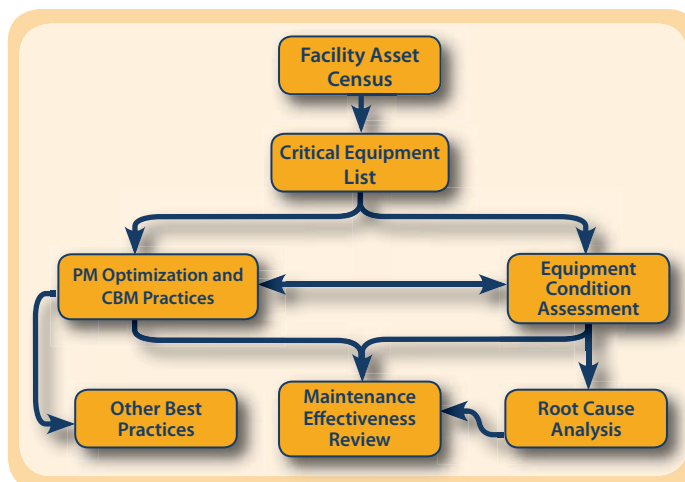 Facility Asset
Census
Critical Equipment
List
PM Optimization and
CBM Practices
Equipment
Condition
Assessment
Other Best
Practices
Maintenance
Effectiveness
Review
Root Cause
Analysis